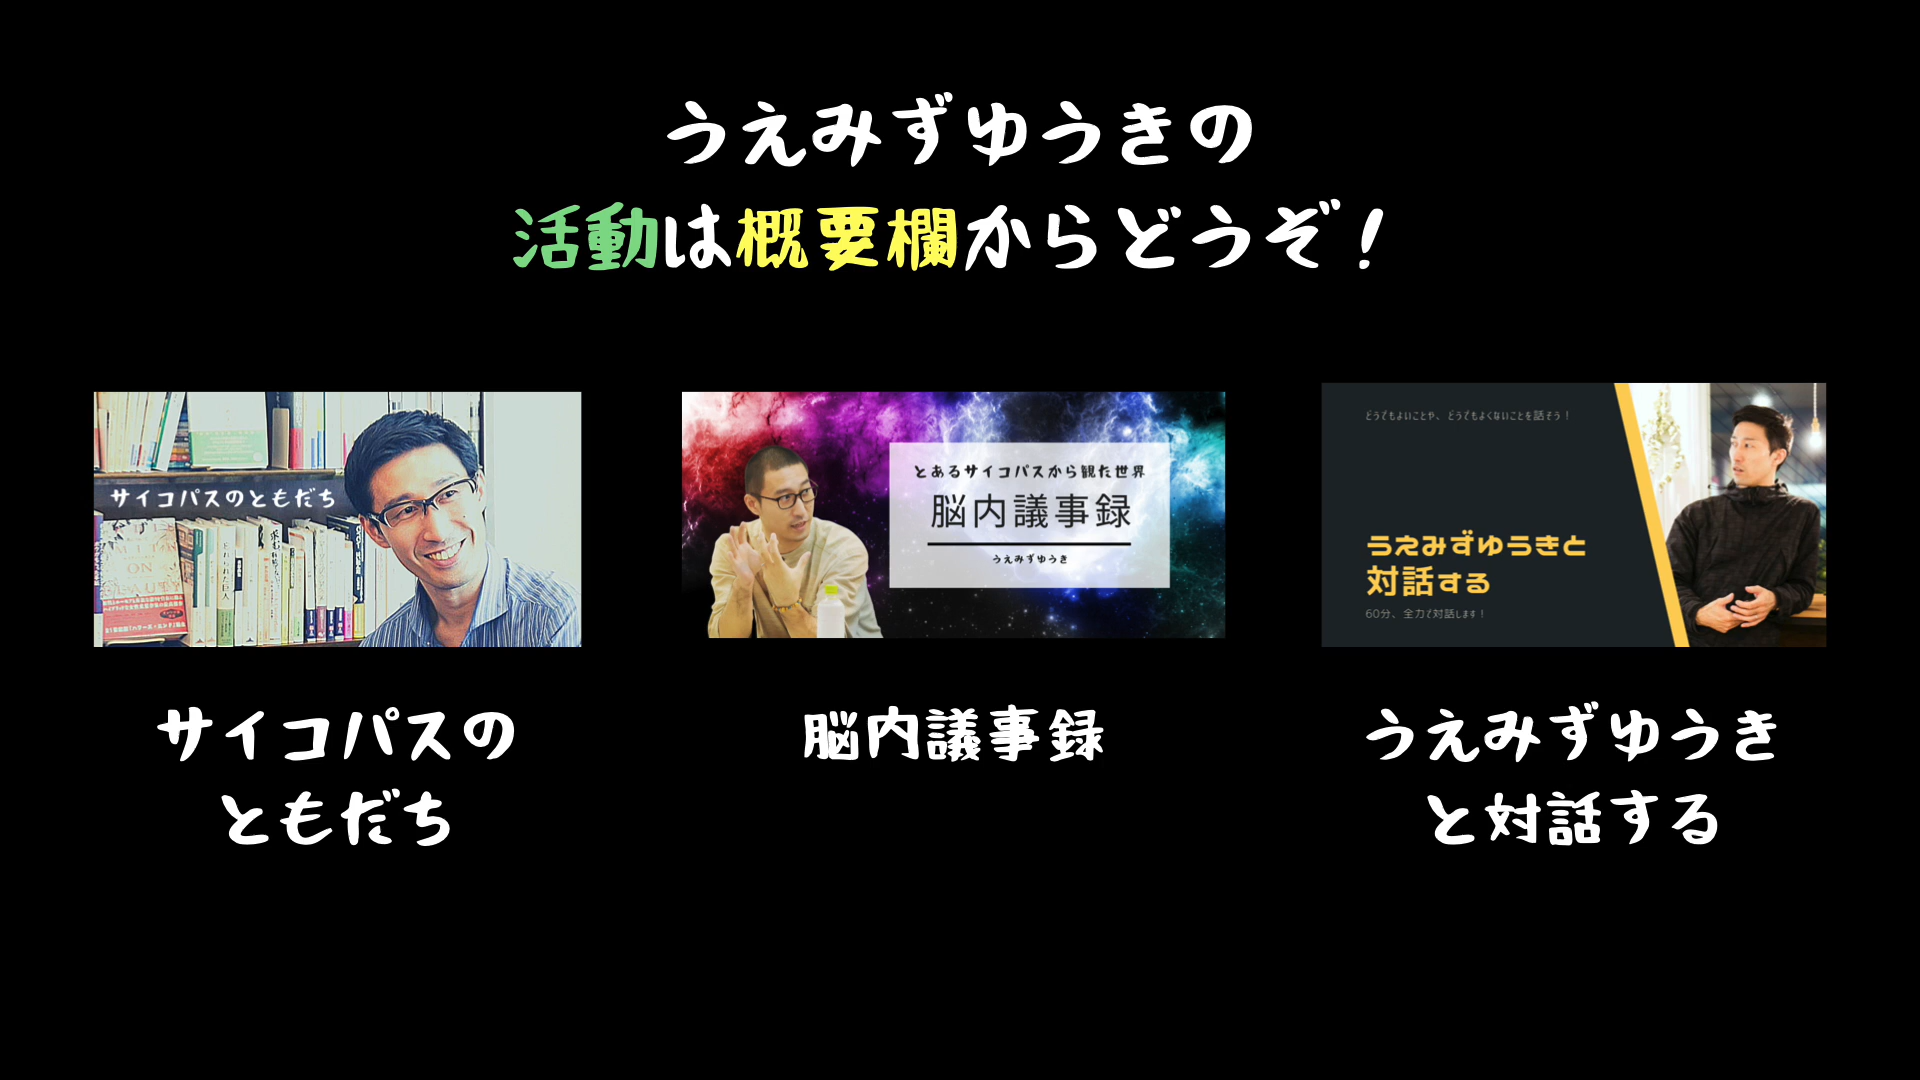 うえみずゆうきの
活動は概要欄からどうぞ！
サイコパスのともだち
とあるサイコパスから観た世界
脳内議事録
うえみずゆうき
どうでもよいことや、どうでもよくないことを話そう！
うえみずゆうきと
対話する
60分、全力で対話します！
サイコパスの
ともだち
脳内議事録
うえみずゆうき
と対話する